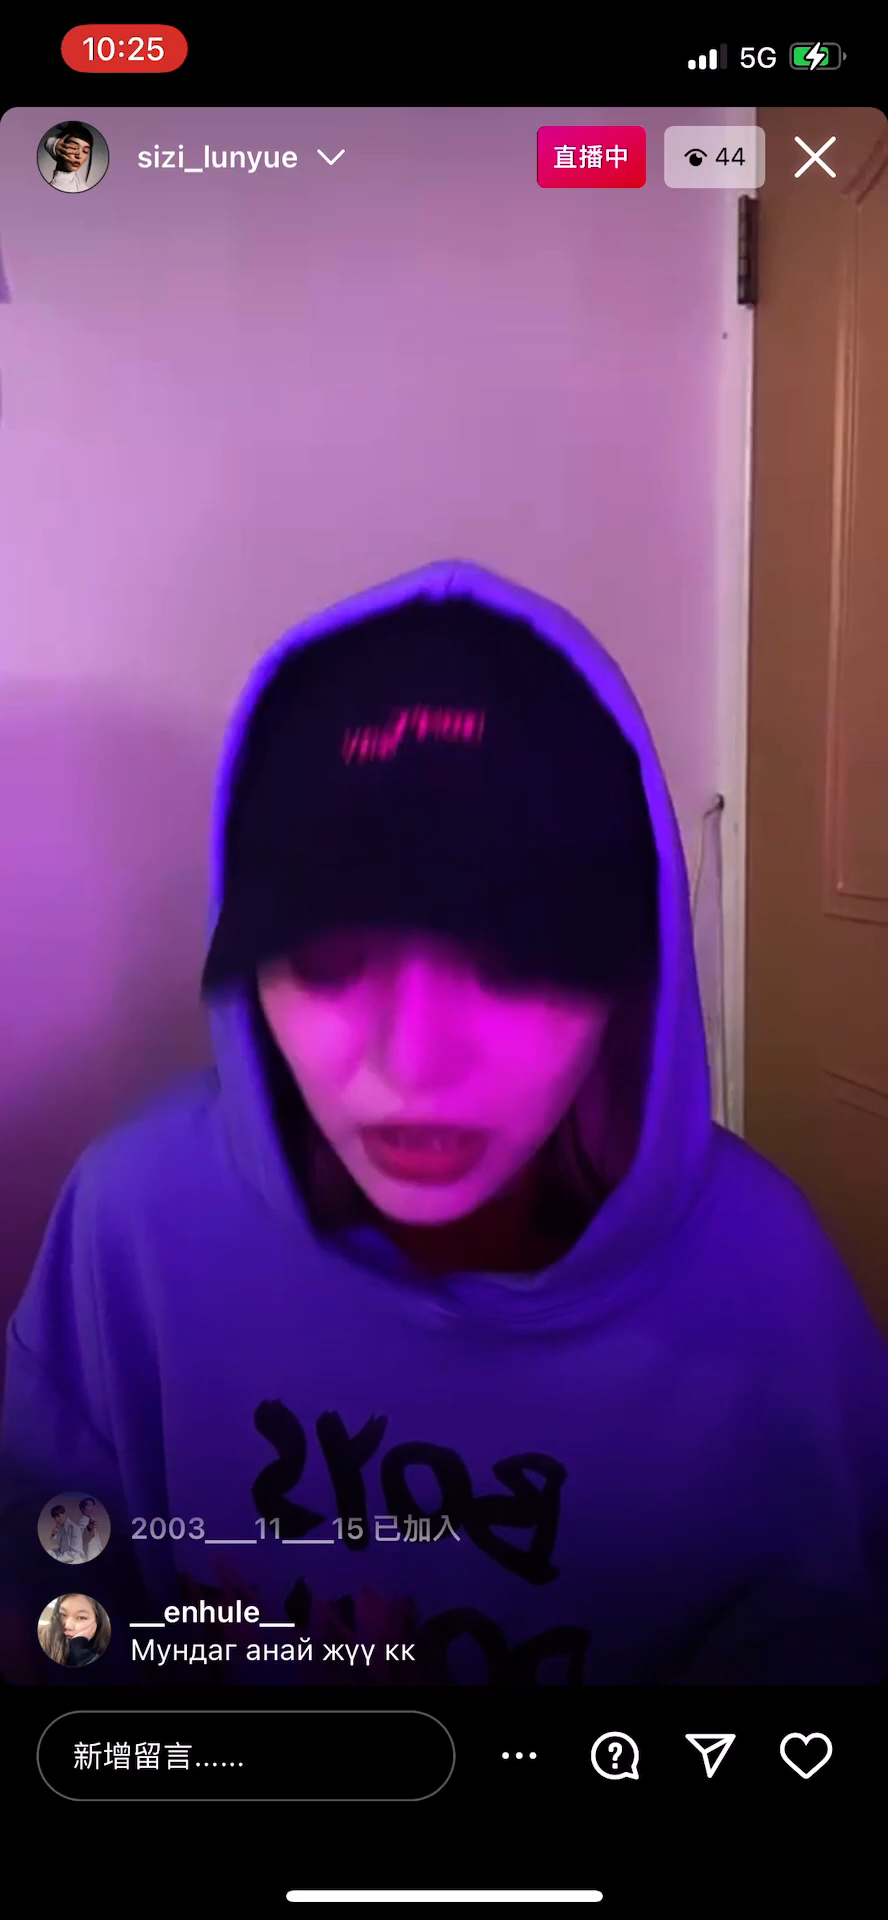 10:25
5G
sizi_lunyue
直播中
44
BOYS
2003___11___15 已加入
__enhule__
Мундаг анай жүү кк
新增留言......